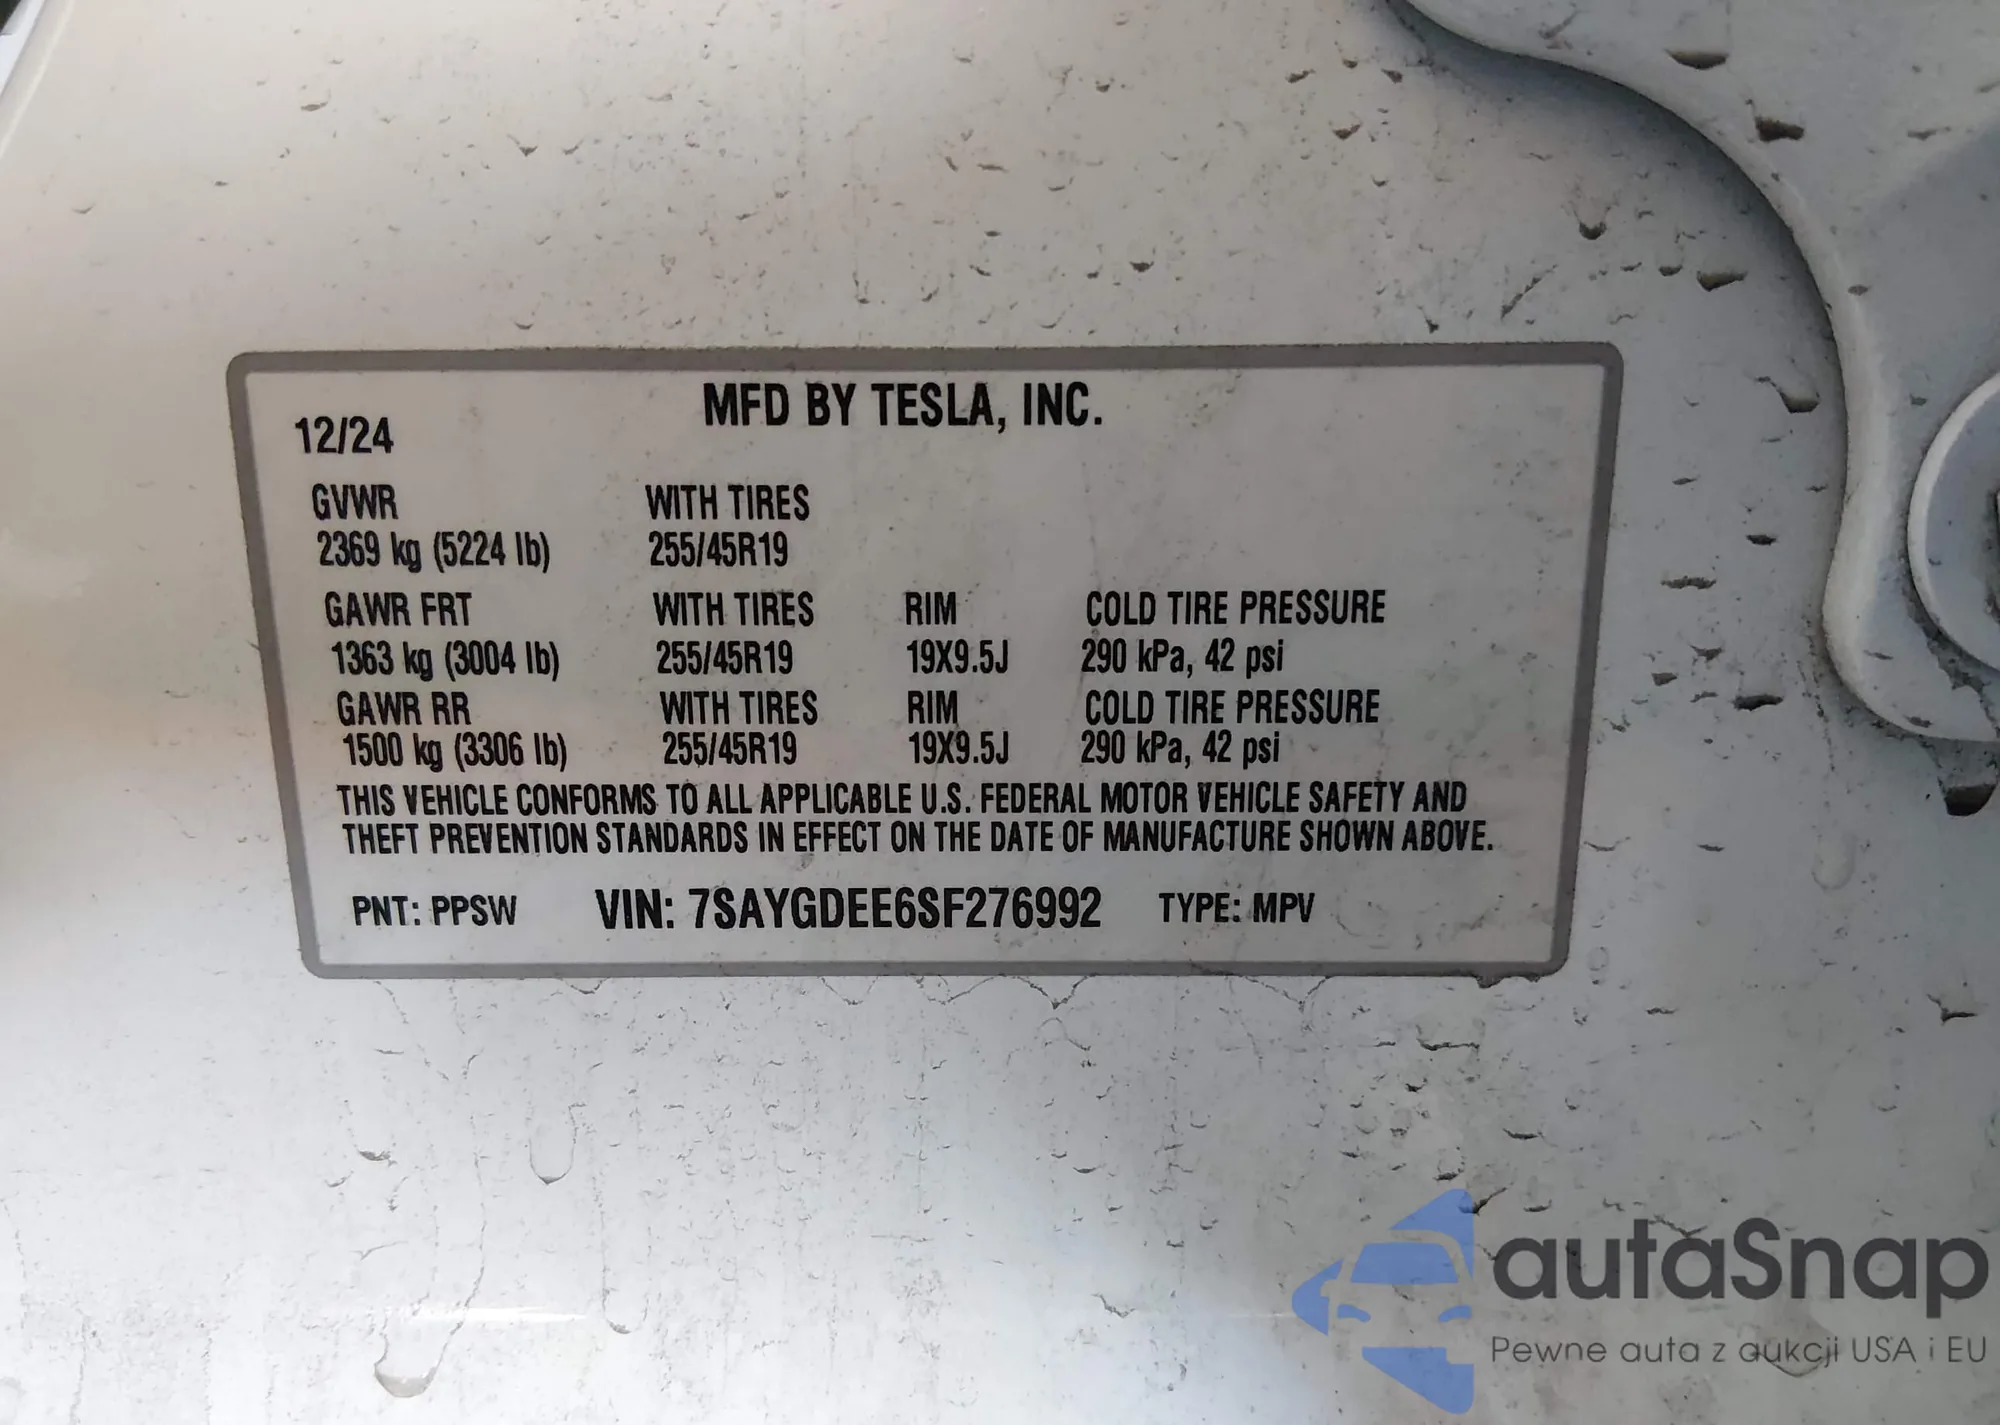 MFD BY TESLA, INC.
12/24
GVWR WITH TIRES
2369 kg (5224 lb) 255/45R19
GAWR FRT WITH TIRES RIM COLD TIRE PRESSURE
1363 kg (3004 lb) 255/45R19 19X9.5J 290 kPa, 42 psi
GAWR RR WITH TIRES RIM COLD TIRE PRESSURE
1500 kg (3306 lb) 255/45R19 19X9.5J 290 kPa, 42 psi
THIS VEHICLE CONFORMS TO ALL APPLICABLE U.S. FEDERAL MOTOR VEHICLE SAFETY AND
THEFT PREVENTION STANDARDS IN EFFECT ON THE DATE OF MANUFACTURE SHOWN ABOVE.
PNT: PPSW VIN: 7SAYGDEE6SF276992 TYPE: MPV
autaSnap
Pewne auta z aukcji USA i EU